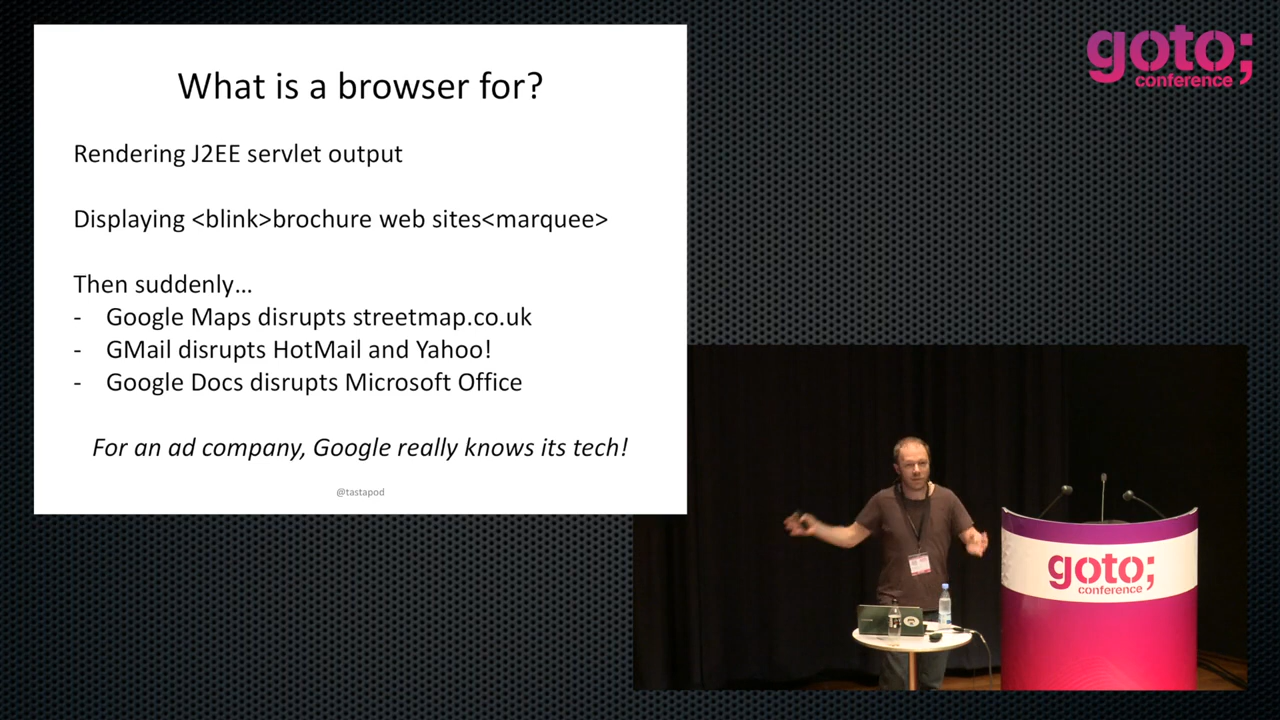 What is a browser for?
Rendering J2EE servlet output
Displaying <blink>brochure web sites<marquee>
Then suddenly…
- Google Maps disrupts streetmap.co.uk
- GMail disrupts HotMail and Yahoo!
- Google Docs disrupts Microsoft Office
For an ad company, Google really knows its tech!
@tastapod
goto;
conference
goto;
conference